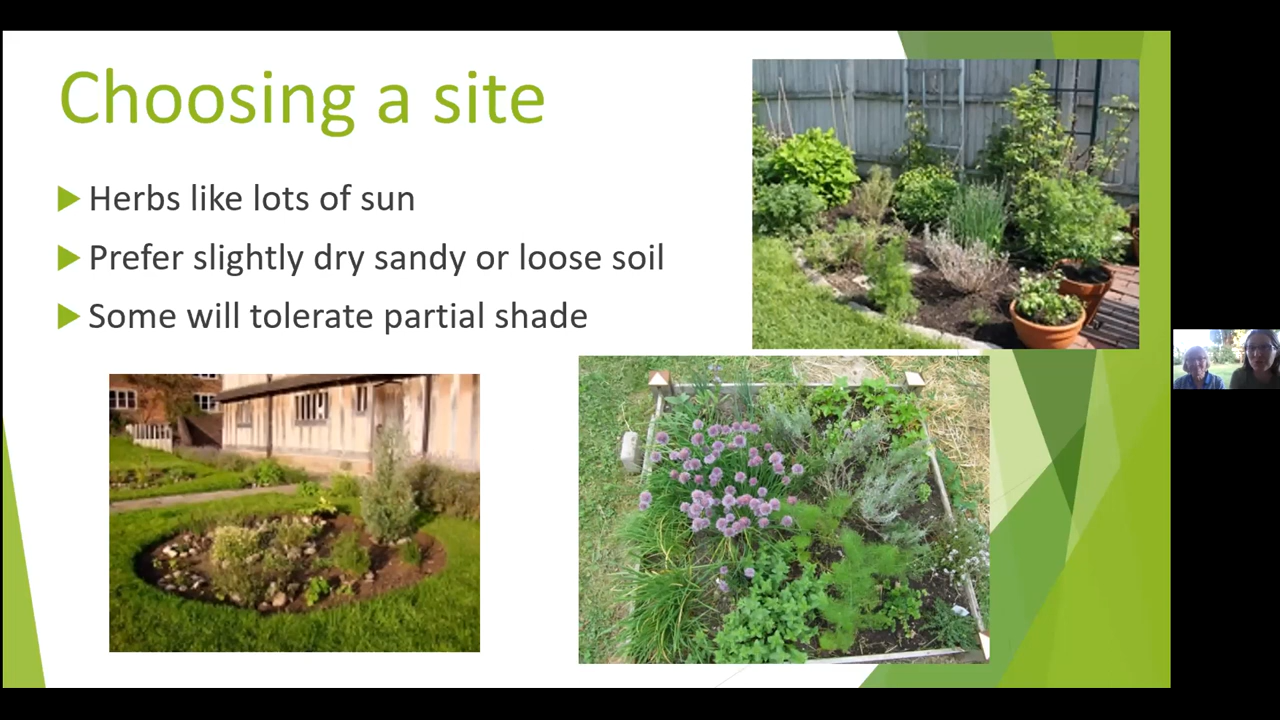 Choosing a site
Herbs like lots of sun
Prefer slightly dry sandy or loose soil
Some will tolerate partial shade